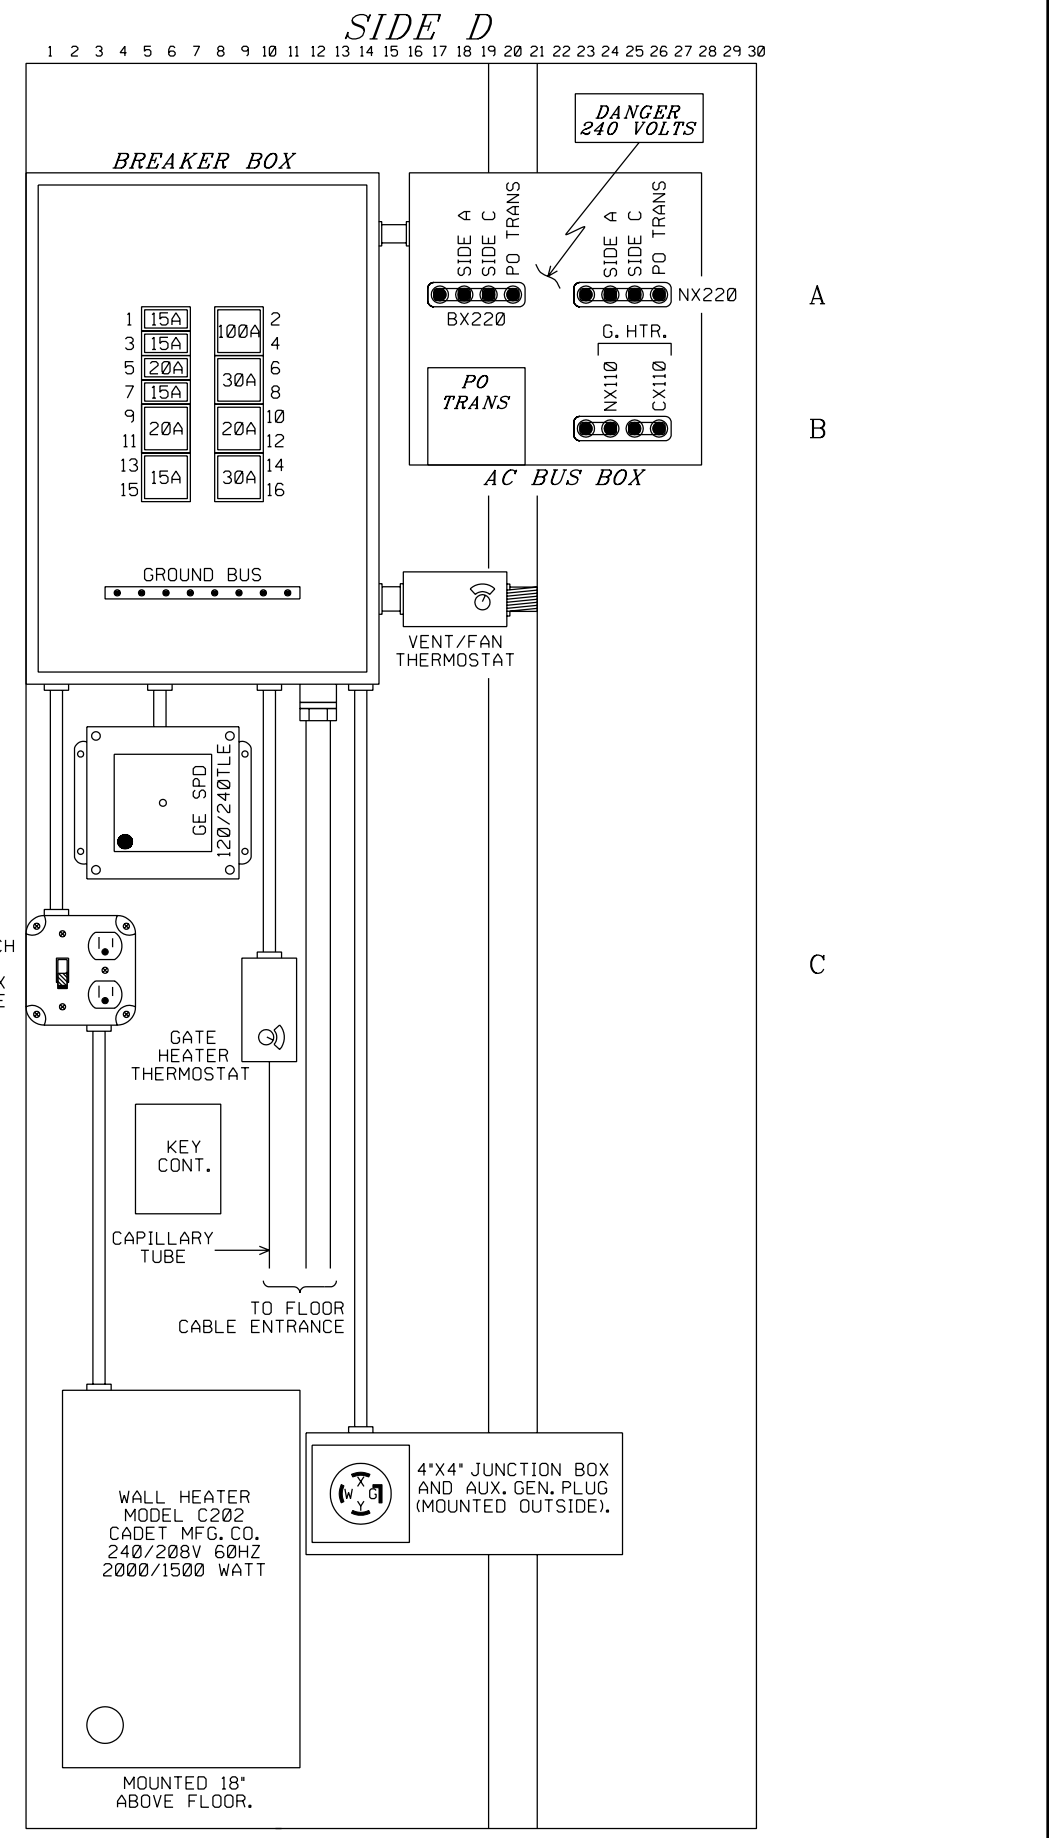 SIDE D
1 2 3 4 5 6 7 8 9 10 11 12 13 14 15 16 17 18 19 20 21 22 23 24 25 26 27 28 29 30
DANGER
240 VOLTS
BREAKER BOX
SIDE A
SIDE C
PO TRANS
SIDE A
SIDE C
PO TRANS
BX220
NX220
A
G. HTR.
NX110
CX110
PO
TRANS
B
AC BUS BOX
1 15A 100A 2
3 15A 4
5 20A 30A 6
7 15A 8
9 20A 20A 10
11 12
13 15A 30A 14
15 16
GROUND BUS
VENT/FAN
THERMOSTAT
GE SPD
120/240TLE
CH
X
E
C
GATE
HEATER
THERMOSTAT
KEY
CONT.
CAPILLARY
TUBE
TO FLOOR
CABLE ENTRANCE
X
W G
Y
4"X4" JUNCTION BOX
AND AUX. GEN. PLUG
(MOUNTED OUTSIDE).
WALL HEATER
MODEL C202
CADET MFG. CO.
240/208V 60HZ
2000/1500 WATT
MOUNTED 18"
ABOVE FLOOR.